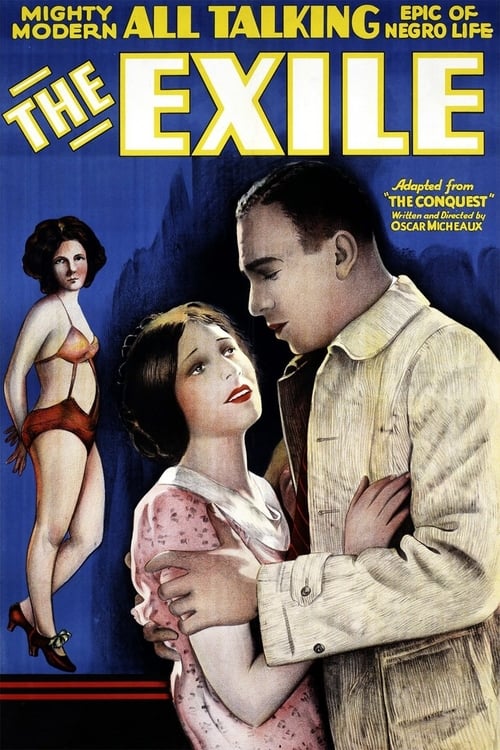 MIGHTY MODERN ALL TALKING EPIC OF NEGRO LIFE
THE EXILE
Adapted from
"THE CONQUEST"
Written and Directed by
OSCAR MICHEAUX